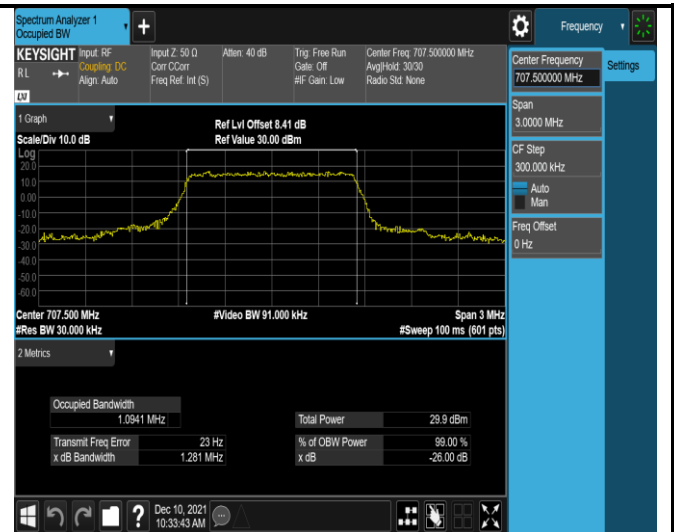 Spectrum Analyzer 1
Occupied BW
+
Frequency
KEYSIGHT
RL
LXI
Input: RF
Coupling: DC
Align: Auto
Input Z: 50 Ω
Corr CCorr
Freq Ref: Int (S)
Atten: 40 dB
Trig: Free Run
Gate: Off
#IF Gain: Low
Center Freq: 707.500000 MHz
Avg|Hold: 30/30
Radio Std: None
Center Frequency
707.500000 MHz
Settings
Span
3.0000 MHz
CF Step
300.000 kHz
Auto
Man
Freq Offset
0 Hz
1 Graph
Scale/Div 10.0 dB
Ref Lvl Offset 8.41 dB
Ref Value 30.00 dBm
Log
20.0
10.0
0.00
-10.0
-20.0
-30.0
-40.0
-50.0
-60.0
Center 707.500 MHz
#Video BW 91.000 kHz
Span 3 MHz
#Res BW 30.000 kHz
#Sweep 100 ms (601 pts)
2 Metrics
Occupied Bandwidth
1.0941 MHz
Total Power 29.9 dBm
Transmit Freq Error 23 Hz
% of OBW Power 99.00 %
x dB Bandwidth 1.281 MHz
x dB -26.00 dB
?
Dec 10, 2021
10:33:43 AM